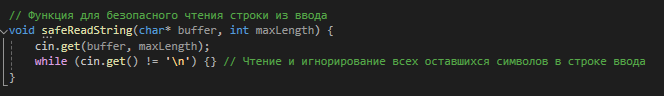 // Функция для безопасного чтения строки из ввода
void safeReadString(char* buffer, int maxLength) {
    cin.get(buffer, maxLength);
    while (cin.get() != '\n') {} // Чтение и игнорирование всех оставшихся символов в строке ввода
}